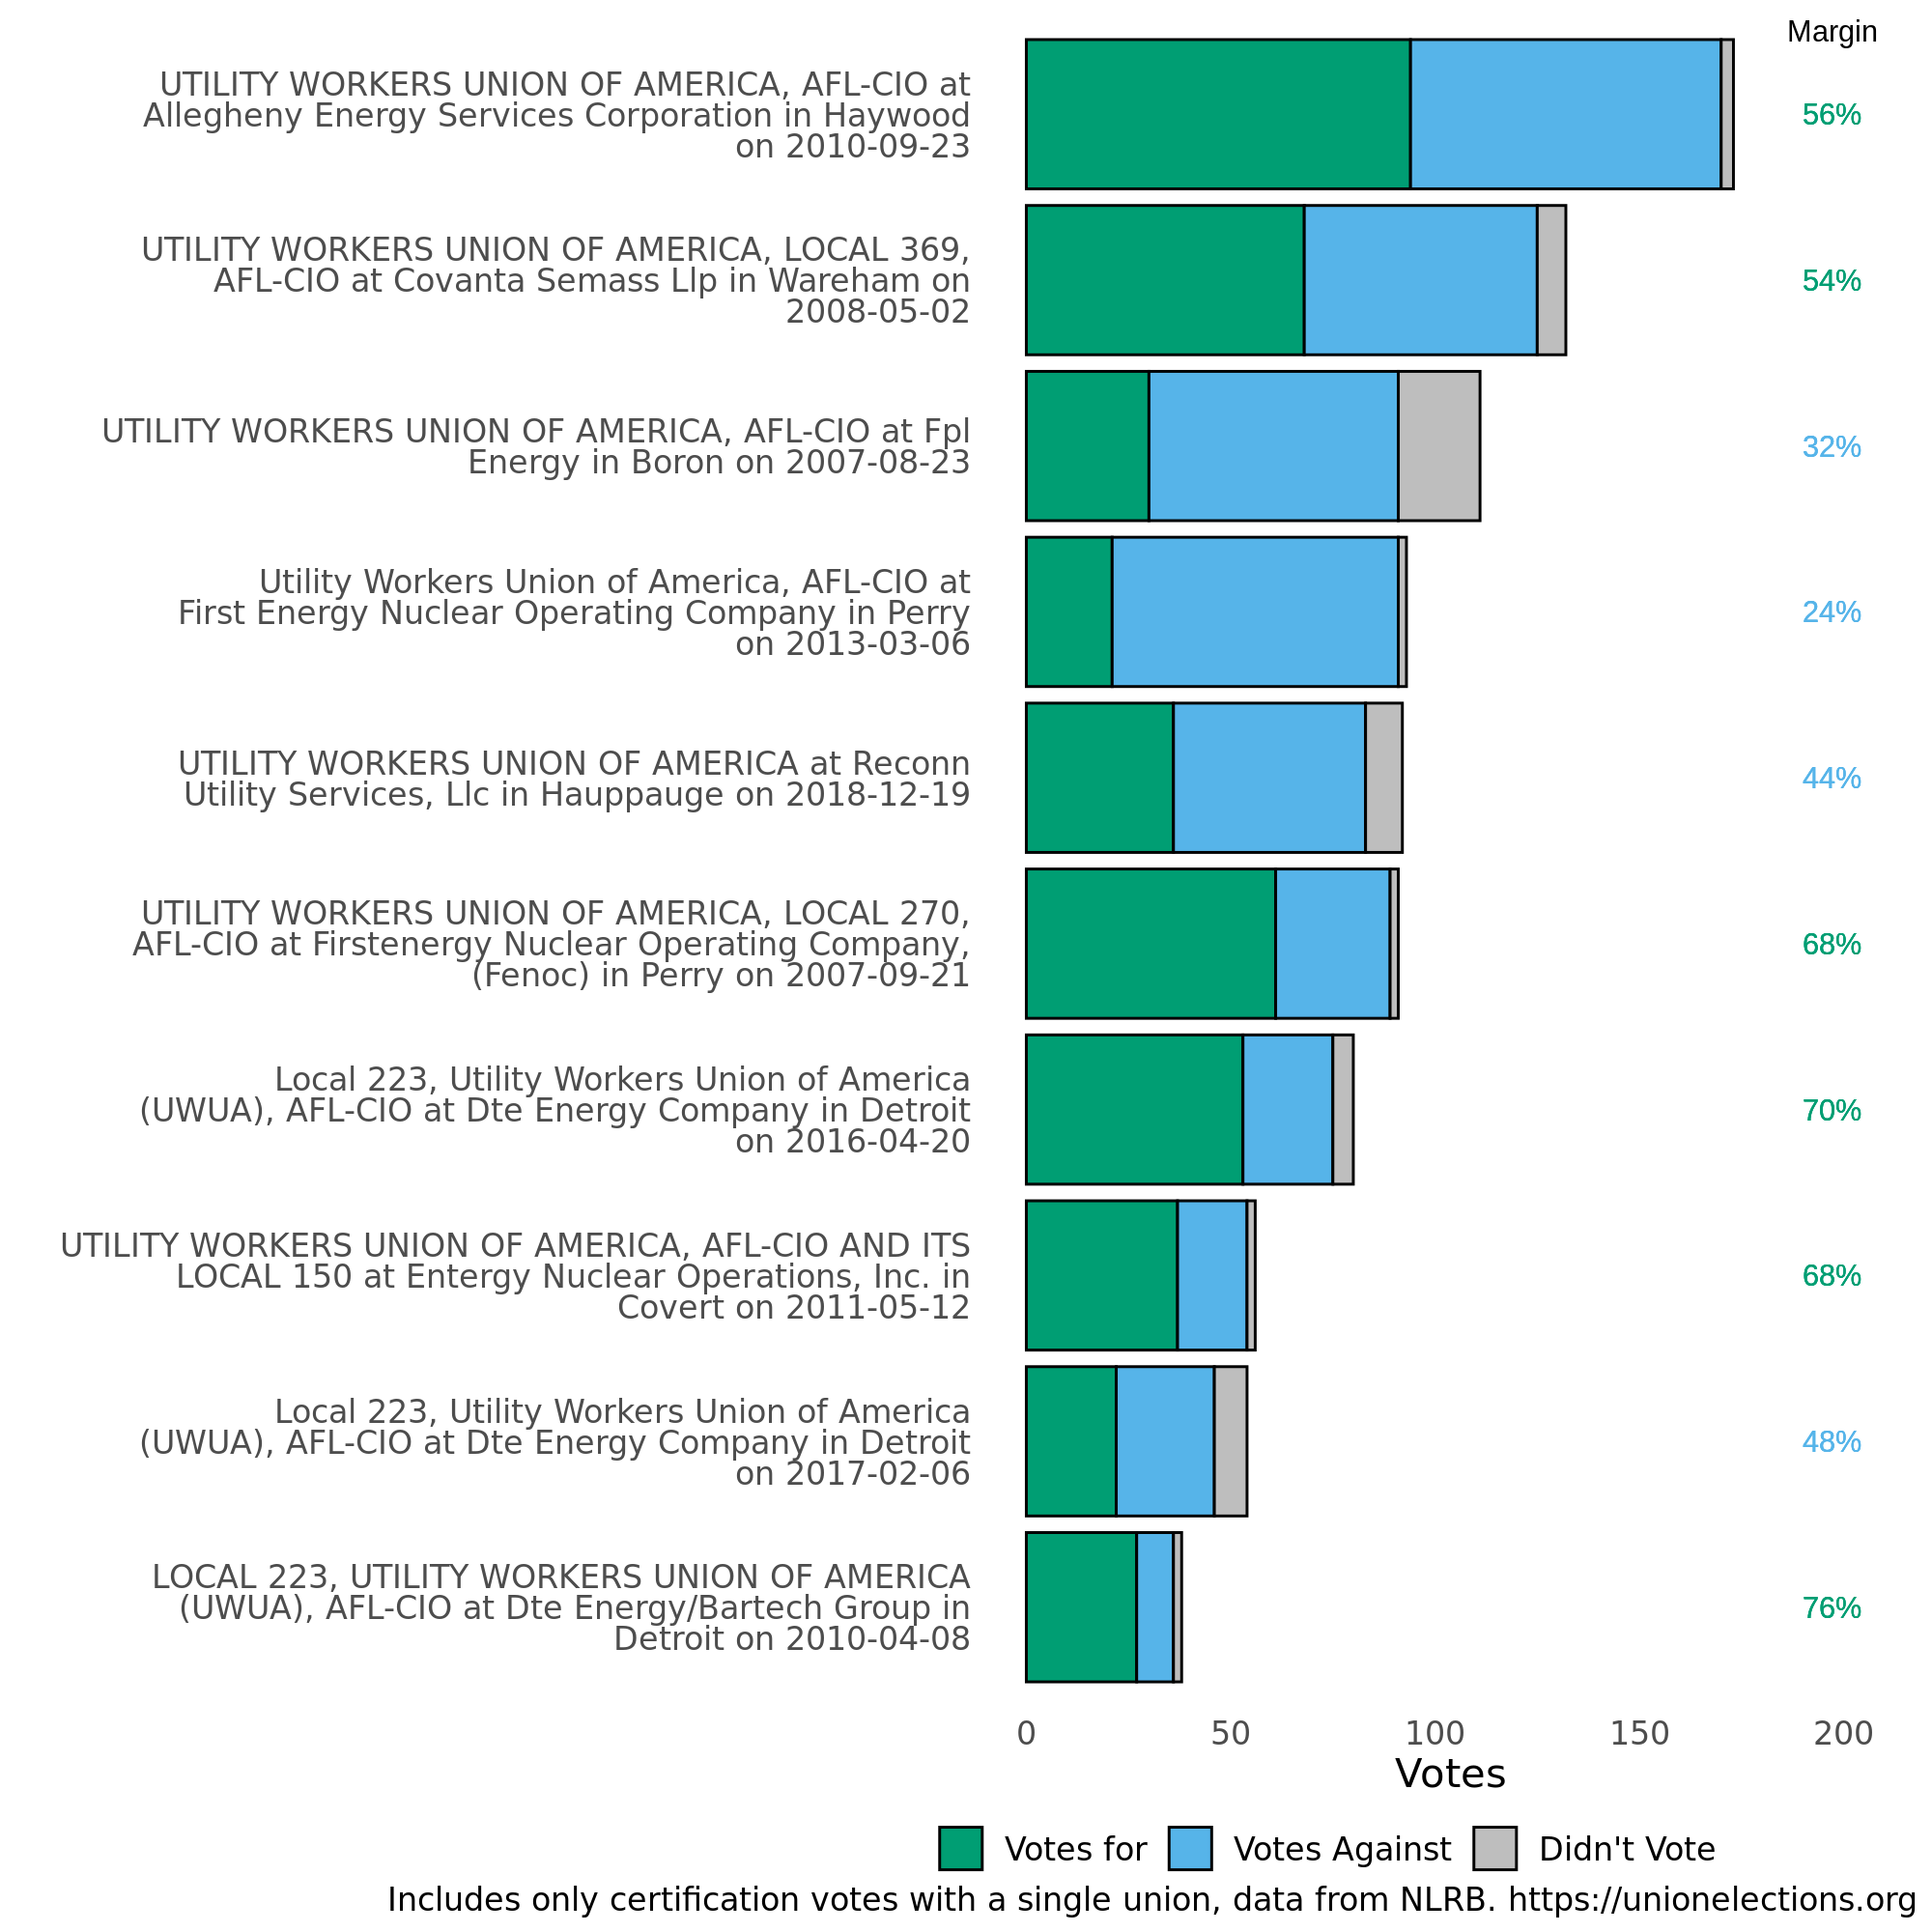 Margin
UTILITY WORKERS UNION OF AMERICA, AFL-CIO at
Allegheny Energy Services Corporation in Haywood
on 2010-09-23
56%
UTILITY WORKERS UNION OF AMERICA, LOCAL 369,
AFL-CIO at Covanta Semass Llp in Wareham on
2008-05-02
54%
UTILITY WORKERS UNION OF AMERICA, AFL-CIO at Fpl
Energy in Boron on 2007-08-23
32%
Utility Workers Union of America, AFL-CIO at
First Energy Nuclear Operating Company in Perry
on 2013-03-06
24%
UTILITY WORKERS UNION OF AMERICA at Reconn
Utility Services, Llc in Hauppauge on 2018-12-19
44%
UTILITY WORKERS UNION OF AMERICA, LOCAL 270,
AFL-CIO at Firstenergy Nuclear Operating Company,
(Fenoc) in Perry on 2007-09-21
68%
Local 223, Utility Workers Union of America
(UWUA), AFL-CIO at Dte Energy Company in Detroit
on 2016-04-20
70%
UTILITY WORKERS UNION OF AMERICA, AFL-CIO AND ITS
LOCAL 150 at Entergy Nuclear Operations, Inc. in
Covert on 2011-05-12
68%
Local 223, Utility Workers Union of America
(UWUA), AFL-CIO at Dte Energy Company in Detroit
on 2017-02-06
48%
LOCAL 223, UTILITY WORKERS UNION OF AMERICA
(UWUA), AFL-CIO at Dte Energy/Bartech Group in
Detroit on 2010-04-08
76%
0 50 100 150 200
Votes
Votes for Votes Against Didn't Vote
Includes only certification votes with a single union, data from NLRB. https://unionelections.org